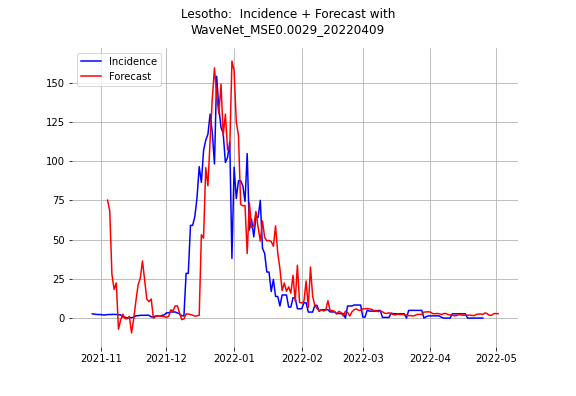 Lesotho:  Incidence + Forecast with
WaveNet_MSE0.0029_20220409
Incidence
Forecast
150
125
100
75
50
25
0
2021-11 2021-12 2022-01 2022-02 2022-03 2022-04 2022-05